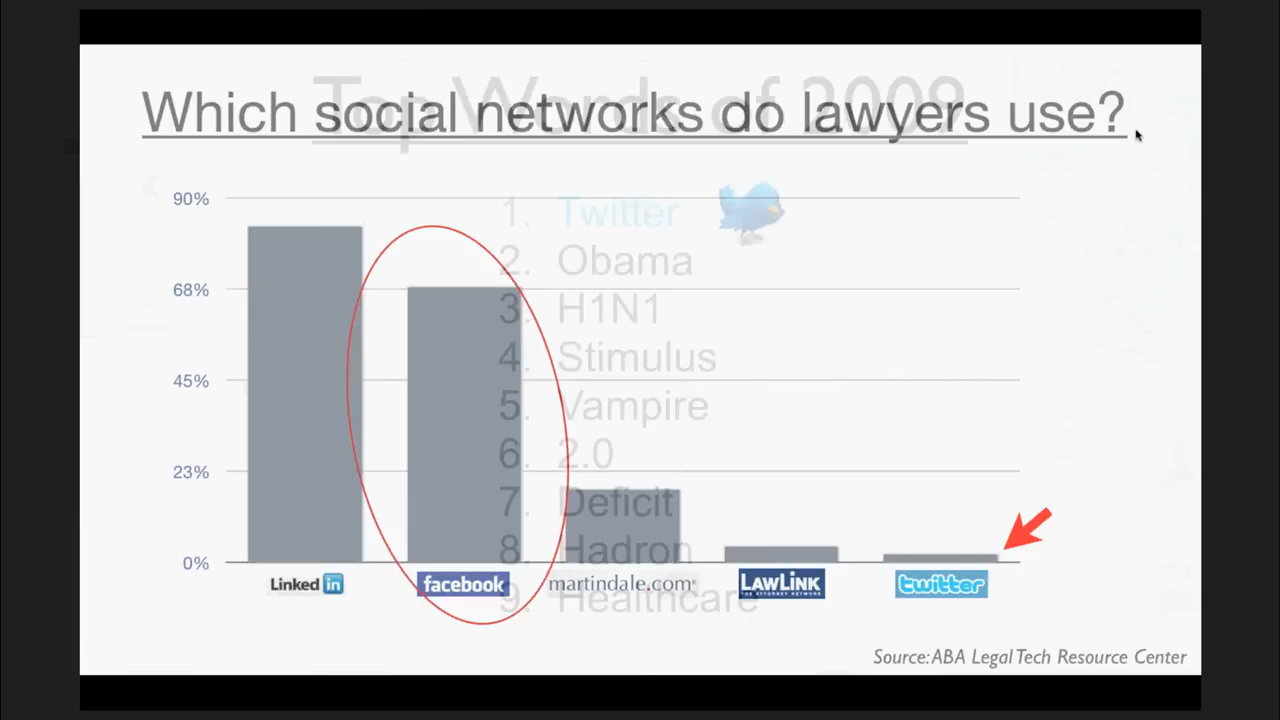 Top Words of 2009
Which social networks do lawyers use?
90%
68%
45%
23%
0%
1. Twitter
2. Obama
3. H1N1
4. Stimulus
5. Vampire
6. 2.0
7. Deficit
8. Hadron
9. Healthcare
Linked in
facebook
martindale.com
LAWLINK
THE ATTORNEY NETWORK
twitter
Source: ABA Legal Tech Resource Center